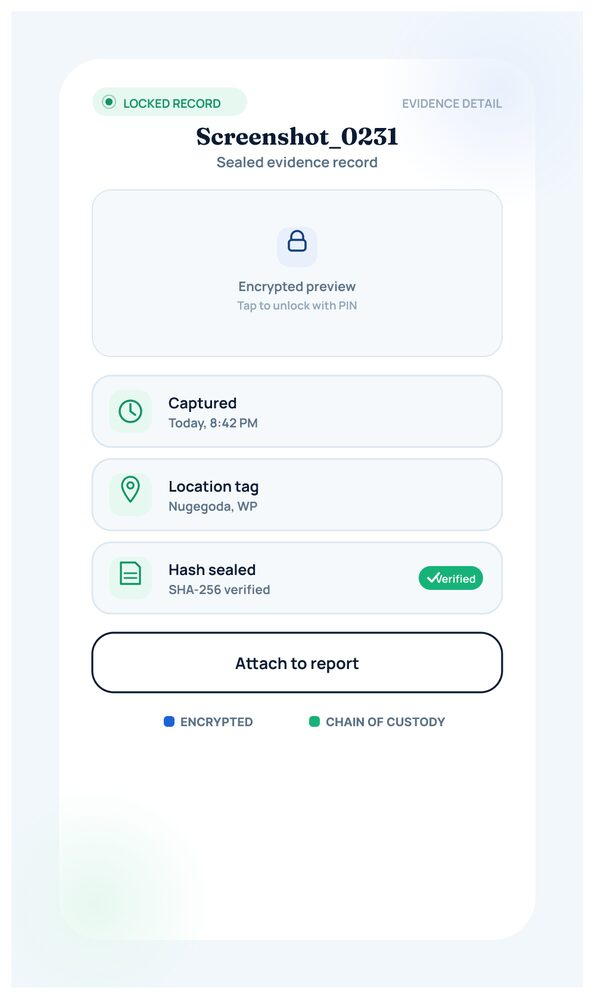 LOCKED RECORD
EVIDENCE DETAIL
Screenshot_0231
Sealed evidence record
Encrypted preview
Tap to unlock with PIN
Captured
Today, 8:42 PM
Location tag
Nugegoda, WP
Hash sealed
SHA-256 verified
Verified
Attach to report
ENCRYPTED
CHAIN OF CUSTODY